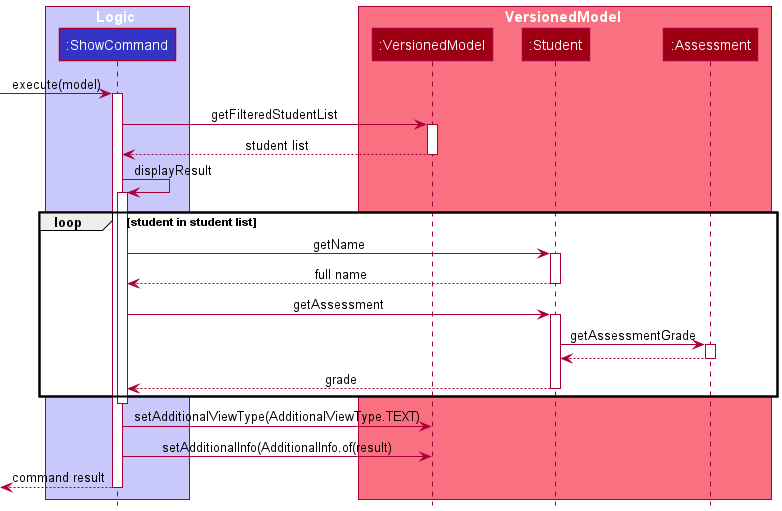 Logic
VersionedModel
:ShowCommand
:VersionedModel
:Student
:Assessment
execute(model)
getFilteredStudentList
student list
displayResult
loop
[student in student list]
getName
full name
getAssessment
getAssessmentGrade
grade
setAdditionalViewType(AdditionalViewType.TEXT)
setAdditionalInfo(AdditionalInfo.of(result)
command result